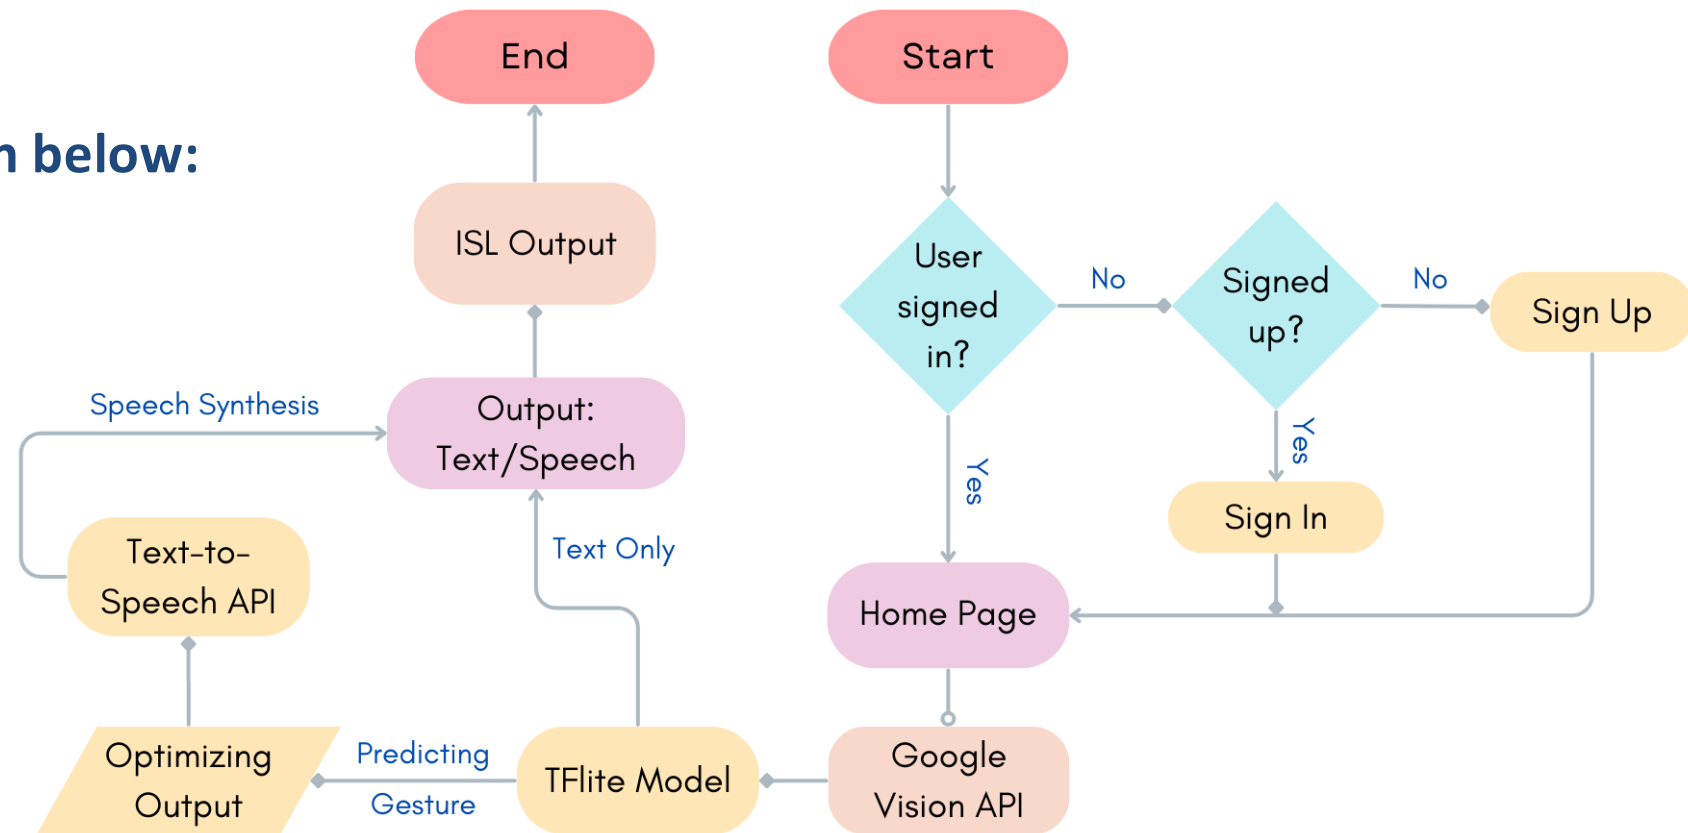 End
Start
n below:
ISL Output
User
signed
in?
No
Signed
up?
No
Sign Up
Speech Synthesis
Output:
Text/Speech
Yes
Yes
Sign In
Text-to-
Speech API
Text Only
Home Page
Optimizing
Output
Predicting
Gesture
TFlite Model
Google
Vision API